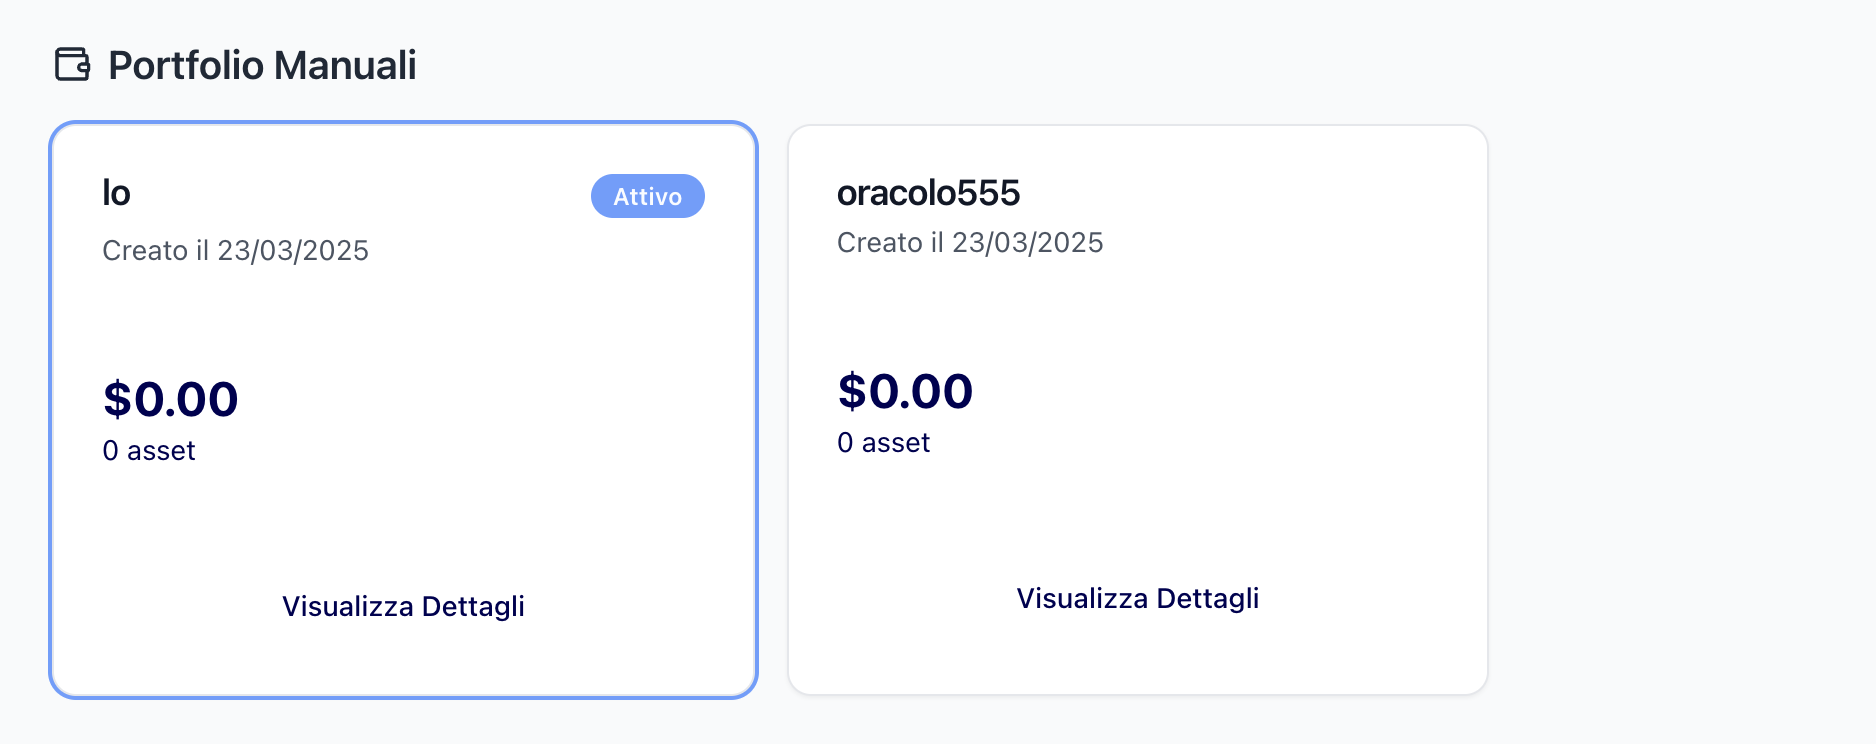 Portfolio Manuali
lo
Attivo
Creato il 23/03/2025
$0.00
0 asset
Visualizza Dettagli
oracolo555
Creato il 23/03/2025
$0.00
0 asset
Visualizza Dettagli